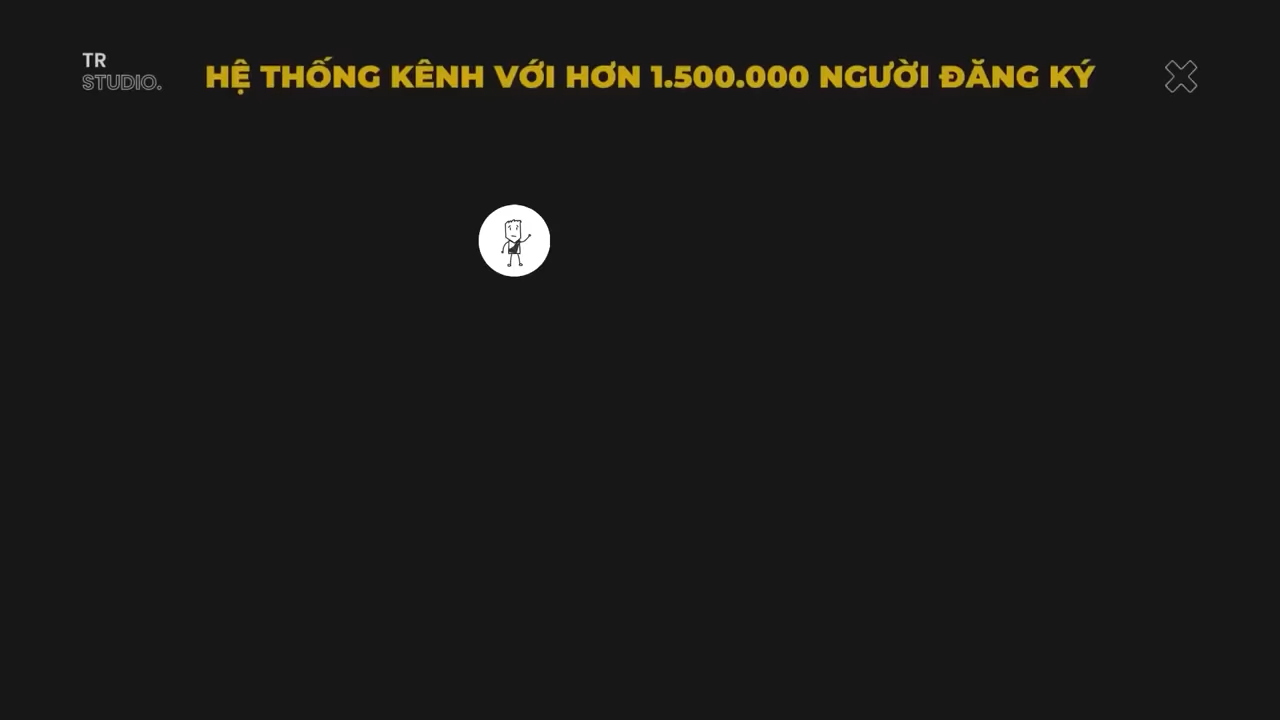 TR
STUDIO.
HỆ THỐNG KÊNH VỚI HƠN 1.500.000 NGƯỜI ĐĂNG KÝ